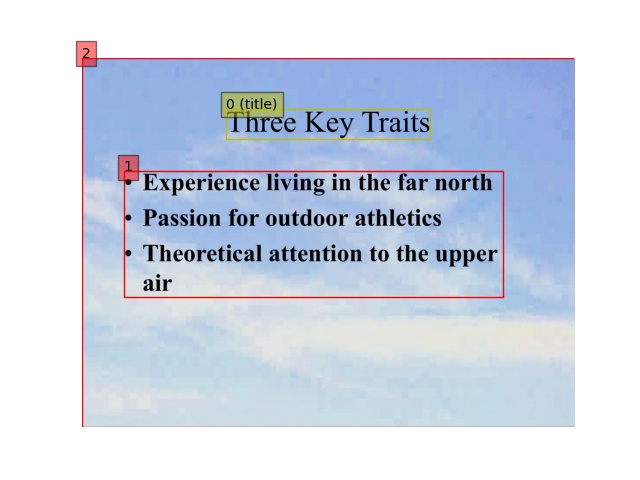 2
0 (title)
Three Key Traits
1
• Experience living in the far north
• Passion for outdoor athletics
• Theoretical attention to the upper
air